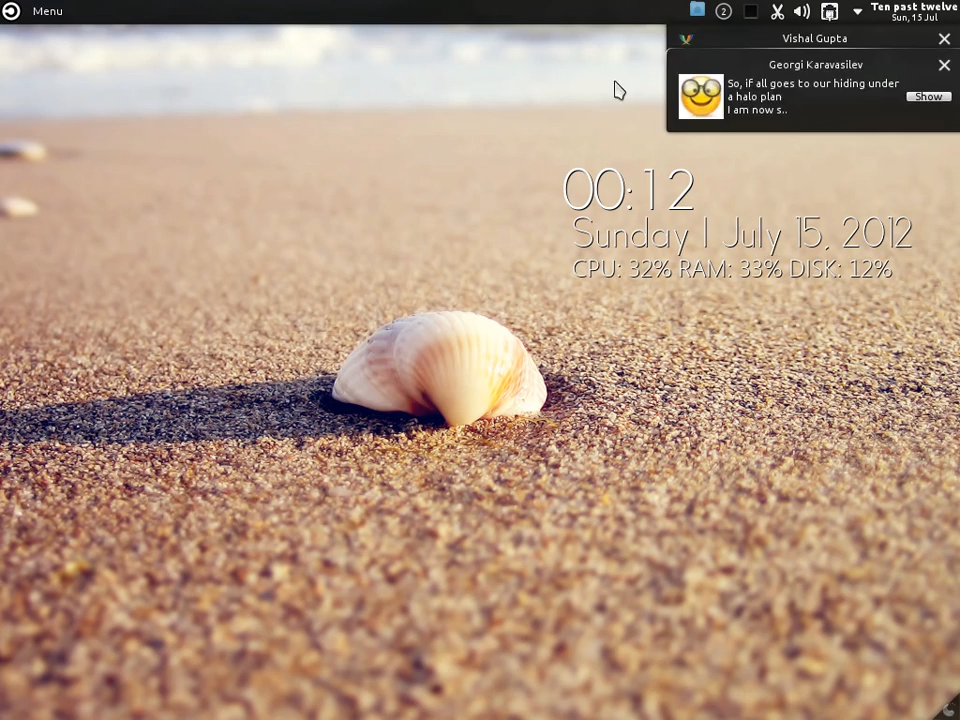 Menu
2
Ten past twelve
Sun, 15 Jul
Vishal Gupta
Georgi Karavasilev
So, if all goes to our hiding under
a halo plan
I am now s..
Show
00:12
Sunday | July 15, 2012
CPU: 32% RAM: 33% DISK: 12%